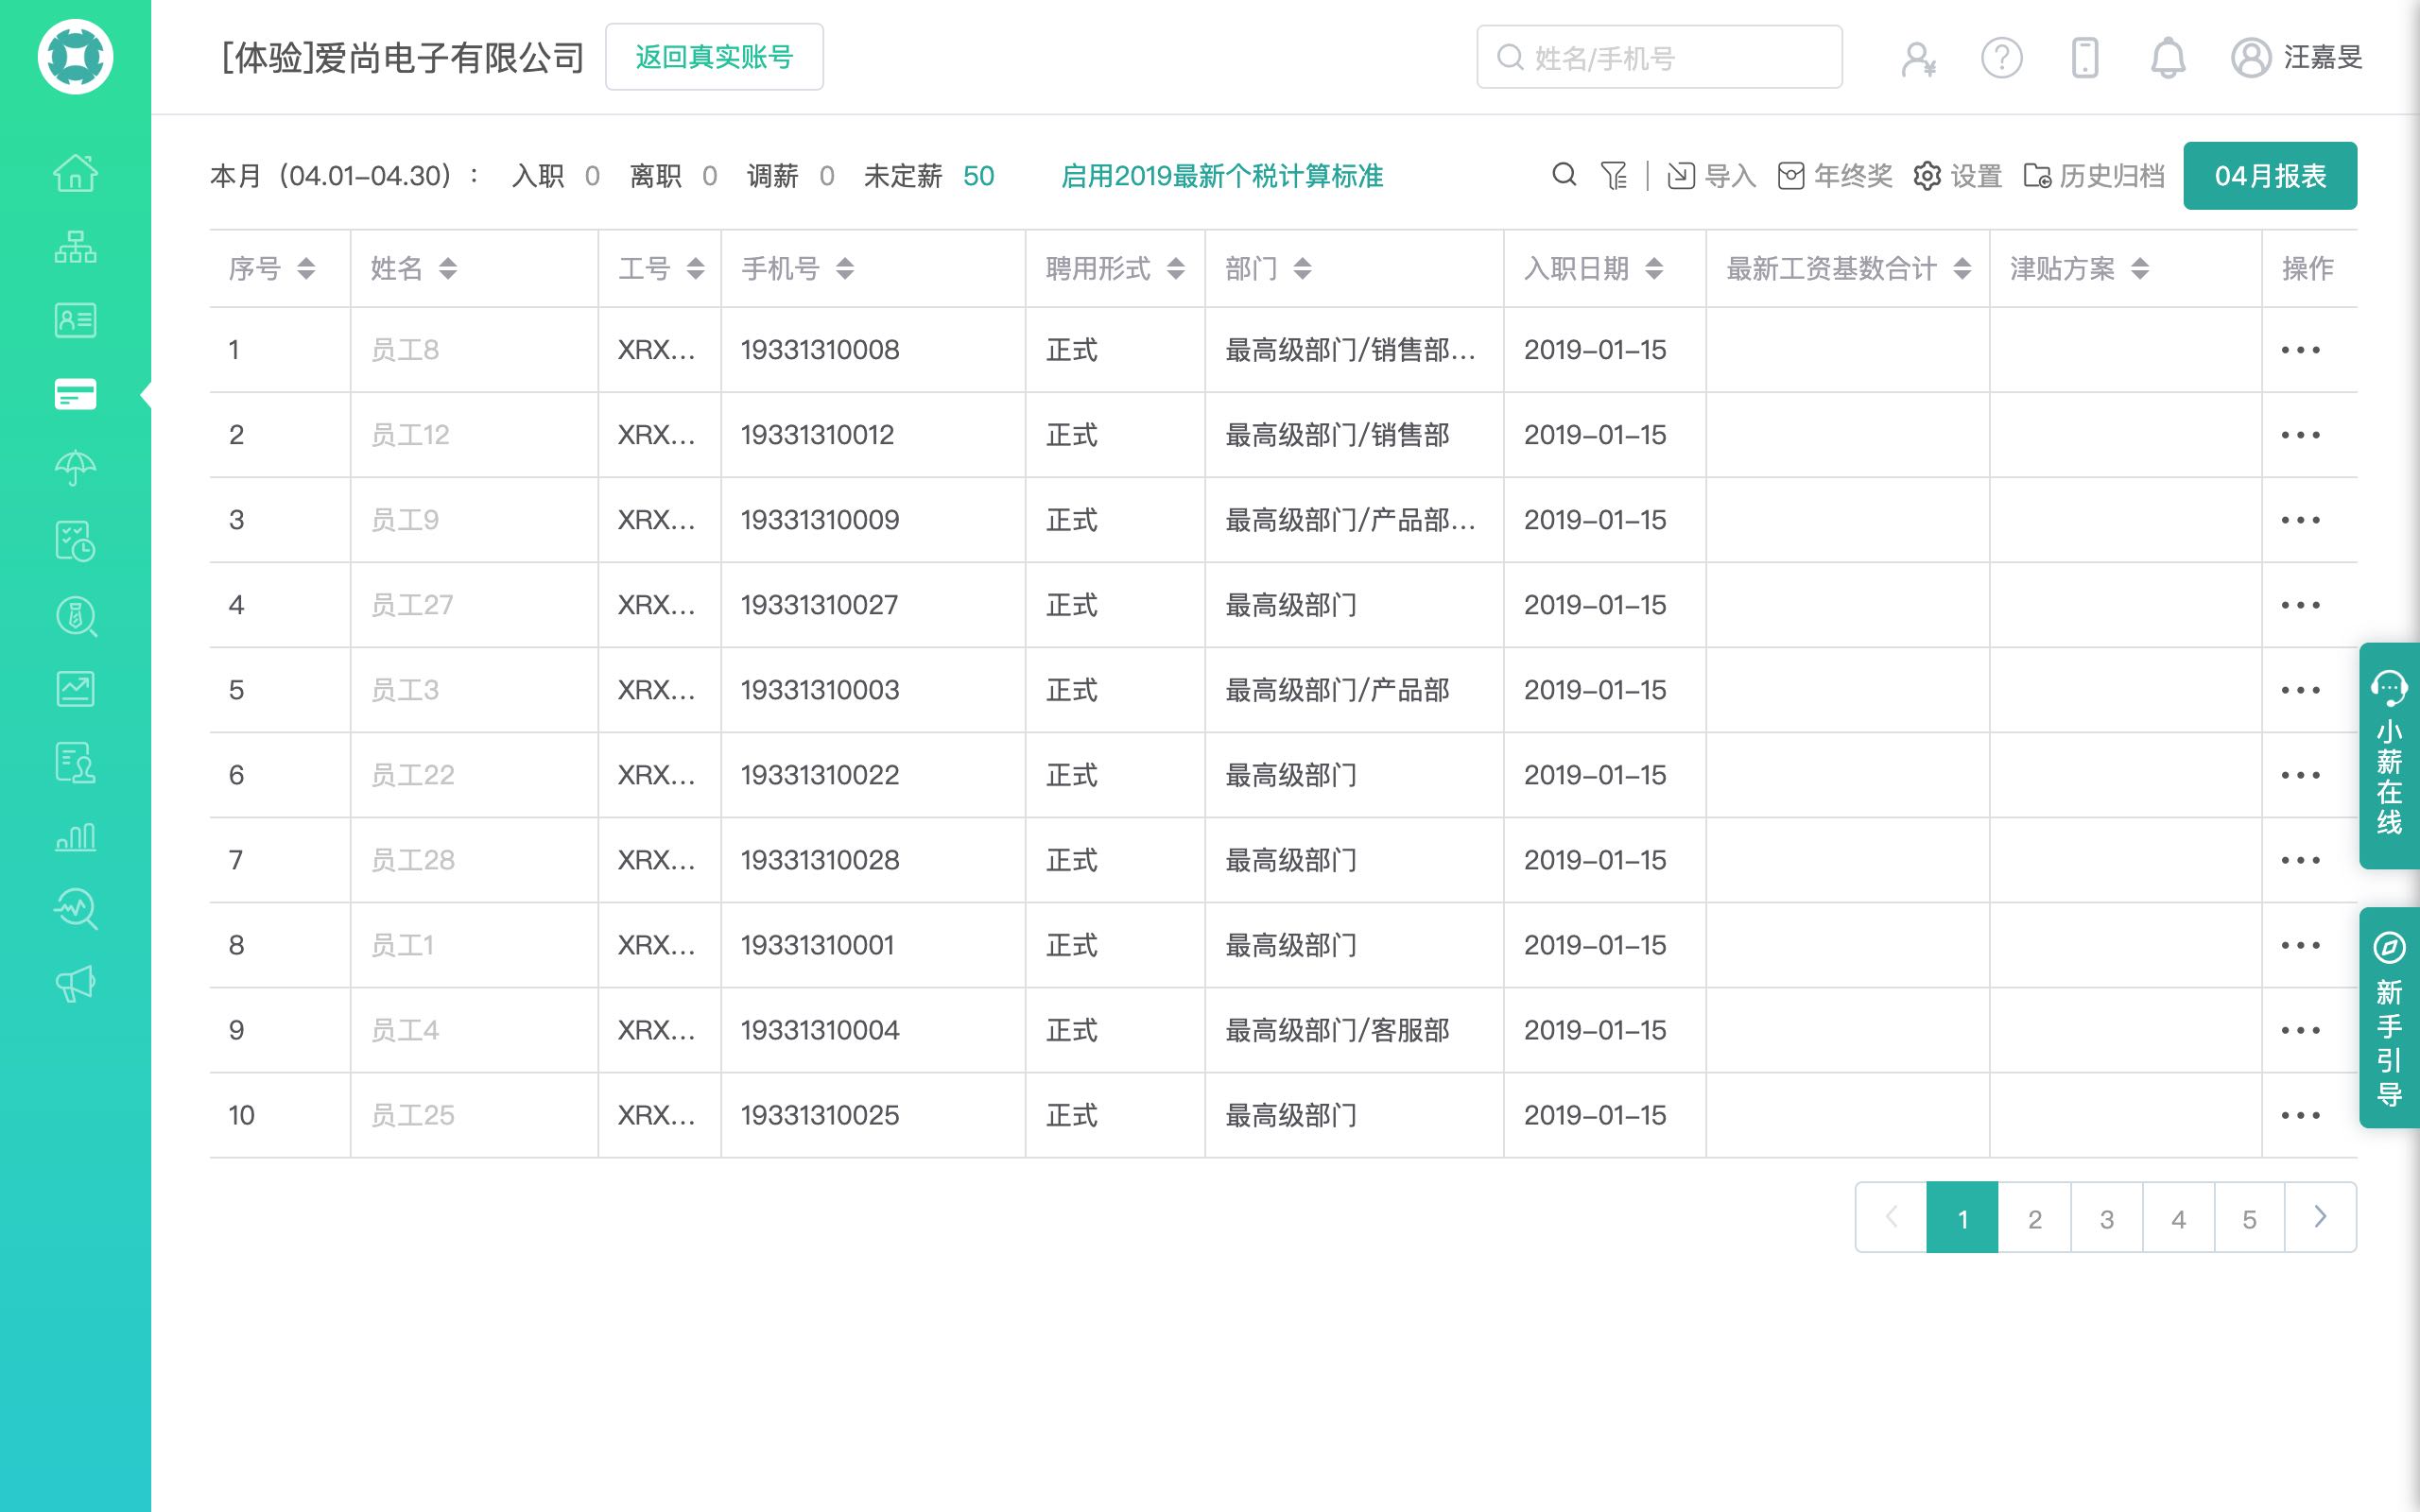 [体验]爱尚电子有限公司 返回真实账号 姓名/手机号 汪嘉旻
本月（04.01-04.30）： 入职 0 离职 0 调薪 0 未定薪 50 启用2019最新个税计算标准 导入 年终奖 设置 历史归档 04月报表
序号 姓名 工号 手机号 聘用形式 部门 入职日期 最新工资基数合计 津贴方案 操作
1 员工8 XRX... 19331310008 正式 最高级部门/销售部... 2019-01-15 •••
2 员工12 XRX... 19331310012 正式 最高级部门/销售部 2019-01-15 •••
3 员工9 XRX... 19331310009 正式 最高级部门/产品部... 2019-01-15 •••
4 员工27 XRX... 19331310027 正式 最高级部门 2019-01-15 •••
5 员工3 XRX... 19331310003 正式 最高级部门/产品部 2019-01-15 •••
6 员工22 XRX... 19331310022 正式 最高级部门 2019-01-15 •••
7 员工28 XRX... 19331310028 正式 最高级部门 2019-01-15 •••
8 员工1 XRX... 19331310001 正式 最高级部门 2019-01-15 •••
9 员工4 XRX... 19331310004 正式 最高级部门/客服部 2019-01-15 •••
10 员工25 XRX... 19331310025 正式 最高级部门 2019-01-15 •••
小薪在线
新手引导
1 2 3 4 5